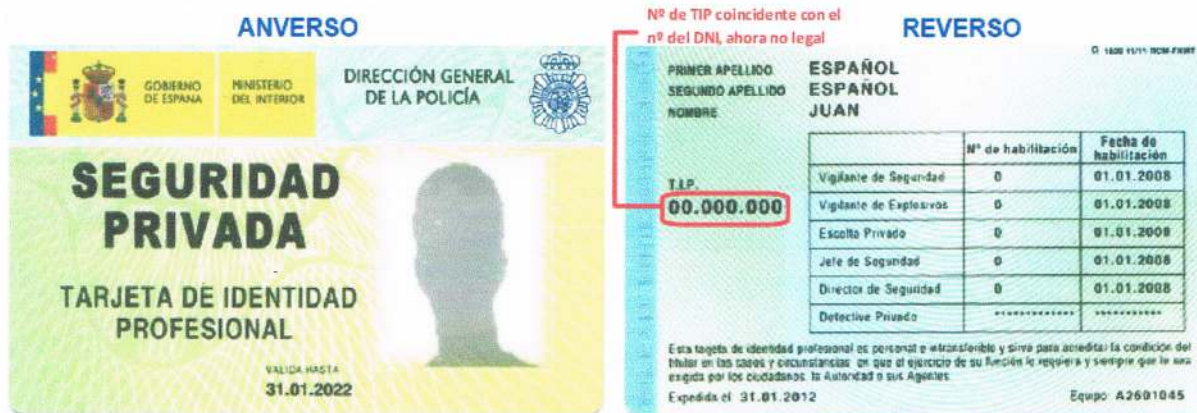 ANVERSO
GOBIERNO
DE ESPAÑA
MINISTERIO
DEL INTERIOR
DIRECCIÓN GENERAL
DE LA POLICÍA
SEGURIDAD
PRIVADA
TARJETA DE IDENTIDAD
PROFESIONAL
VALIDA HASTA
31.01.2022
Nº de TIP coincidente con el
nº del DNI, ahora no legal
REVERSO
PRIMER APELLIDO ESPAÑOL
SEGUNDO APELLIDO ESPAÑOL
NOMBRE JUAN
T.I.P.
00.000.000
Nº de habilitación Fecha de habilitación
Vigilante de Seguridad 0 01.01.2008
Vigilante de Explosivos 0 01.01.2008
Escolta Privado 0 01.01.2008
Jefe de Seguridad 0 01.01.2008
Director de Seguridad 0 01.01.2008
Detective Privado ************* ***********
Esta tarjeta de identidad profesional es personal e intransferible y sirve para acreditar la condición del
titular en los casos y circunstancias en que el ejercicio de su función lo requiera y siempre que le sea
exigida por los ciudadanos, la Autoridad o sus Agentes
Expedida el 31.01.2012 Equipo A2601045